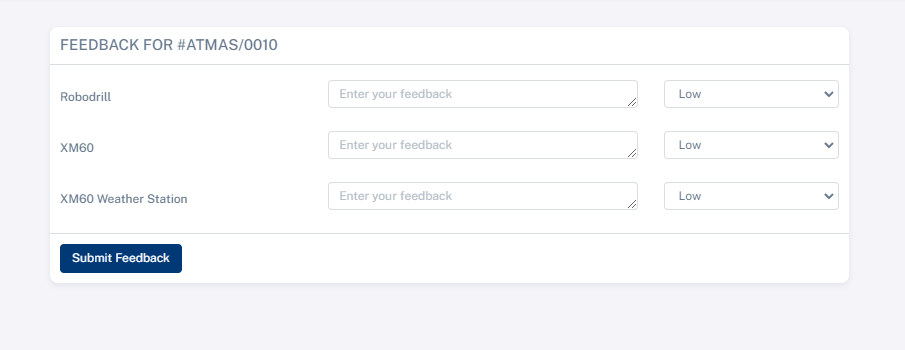 FEEDBACK FOR #ATMAS/0010
Robodrill Enter your feedback Low
XM60 Enter your feedback Low
XM60 Weather Station Enter your feedback Low
Submit Feedback